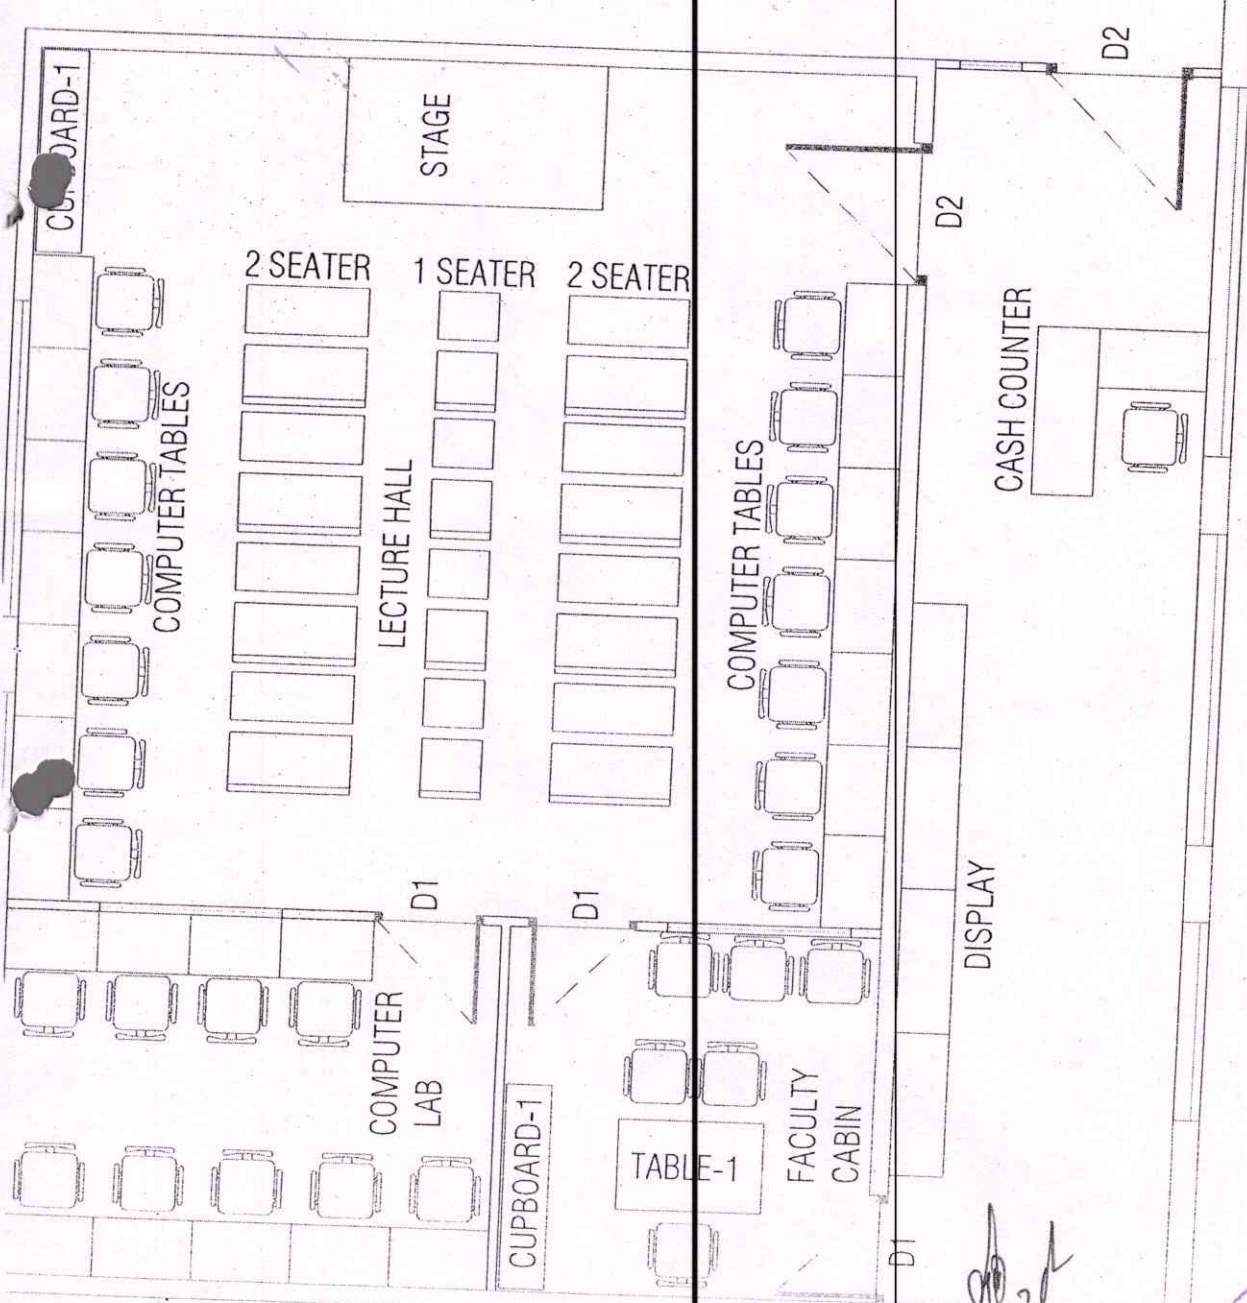 D2
CUPBOARD-1
STAGE
D2
2 SEATER
1 SEATER
2 SEATER
CASH COUNTER
COMPUTER TABLES
LECTURE HALL
COMPUTER TABLES
D1
D1
DISPLAY
COMPUTER
LAB
CUPBOARD-1
TABLE-1
FACULTY
CABIN
D1